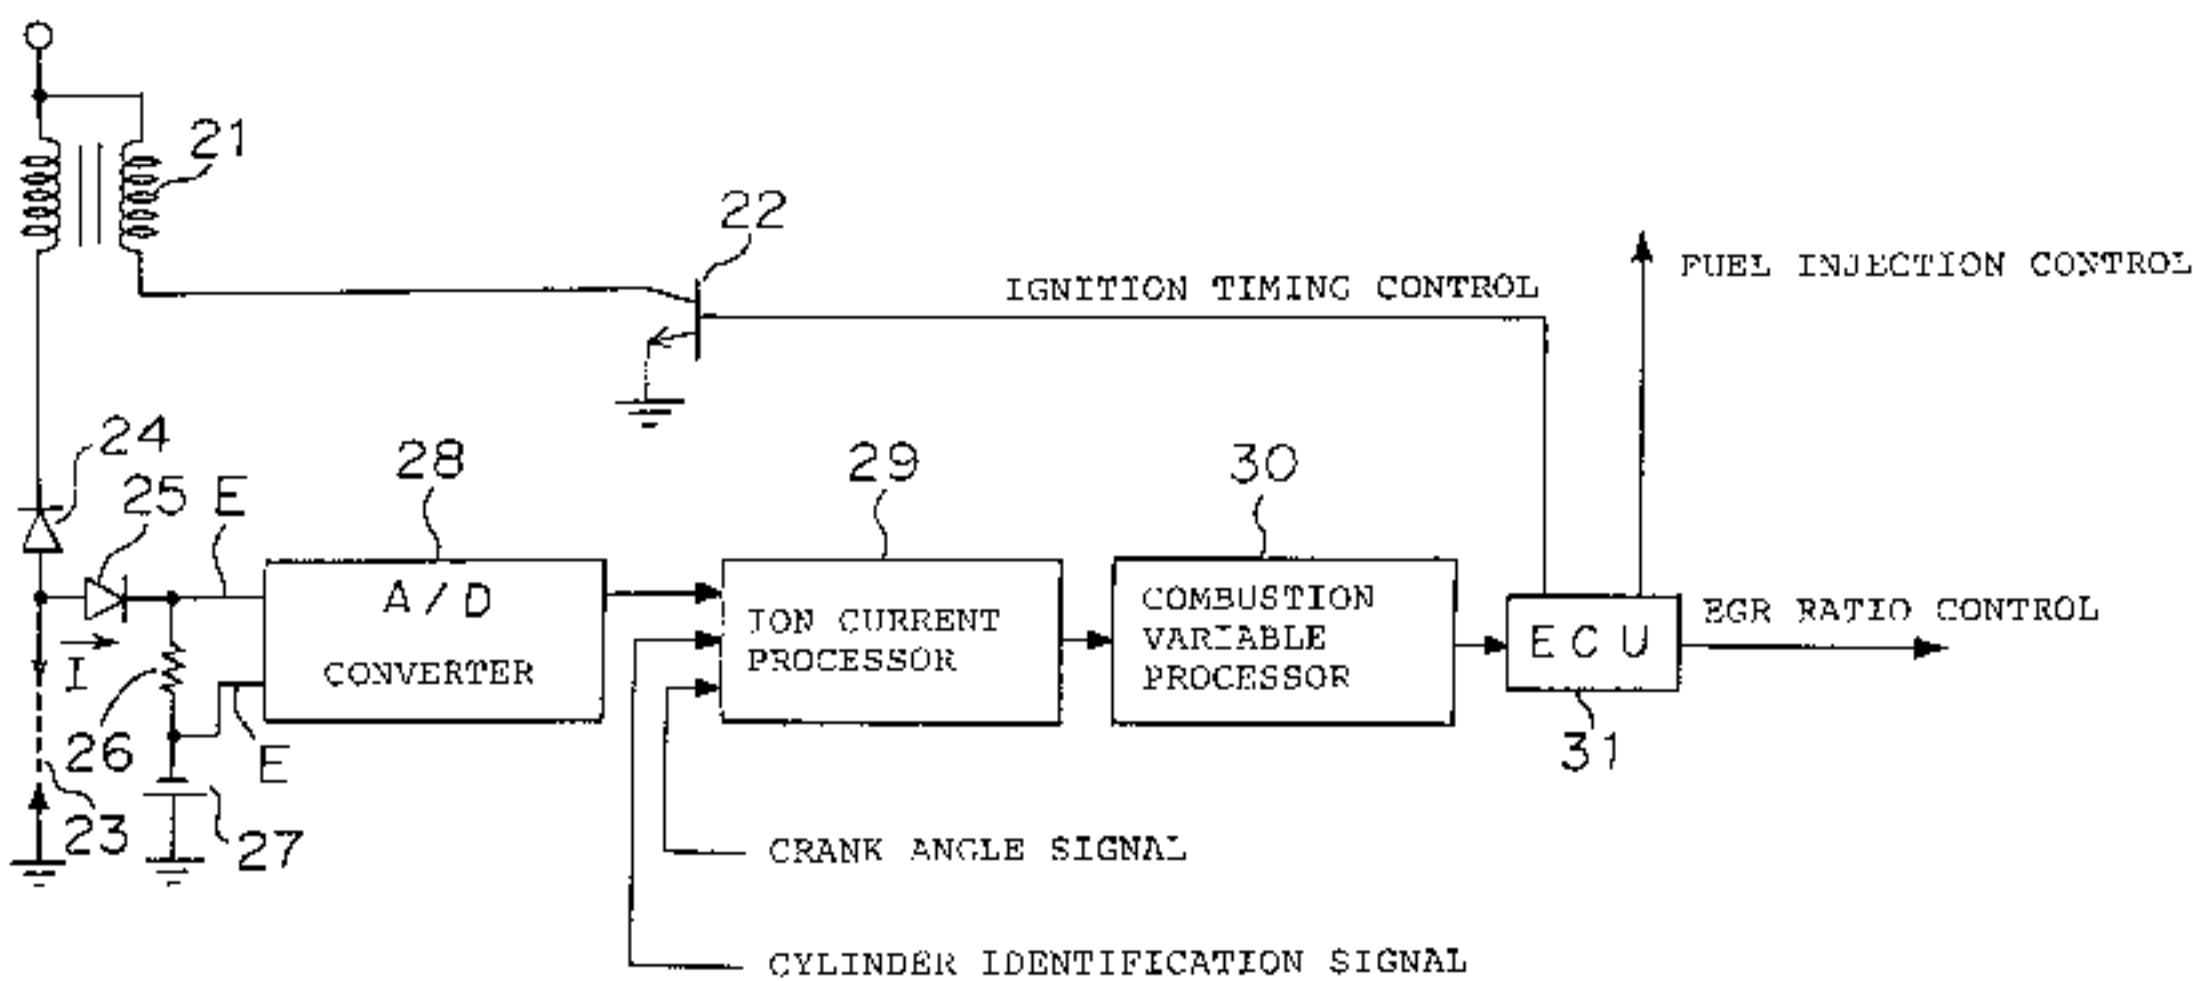 21
22
IGNITION TIMING CONTROL
FUEL INJECTION CONTROL
24
25
E
28
29
30
A/D
CONVERTER
ION CURRENT
PROCESSOR
COMBUSTION
VARIABLE
PROCESSOR
ECU
EGR RATIO CONTROL
I
26
E
31
23
27
CRANK ANGLE SIGNAL
CYLINDER IDENTIFICATION SIGNAL